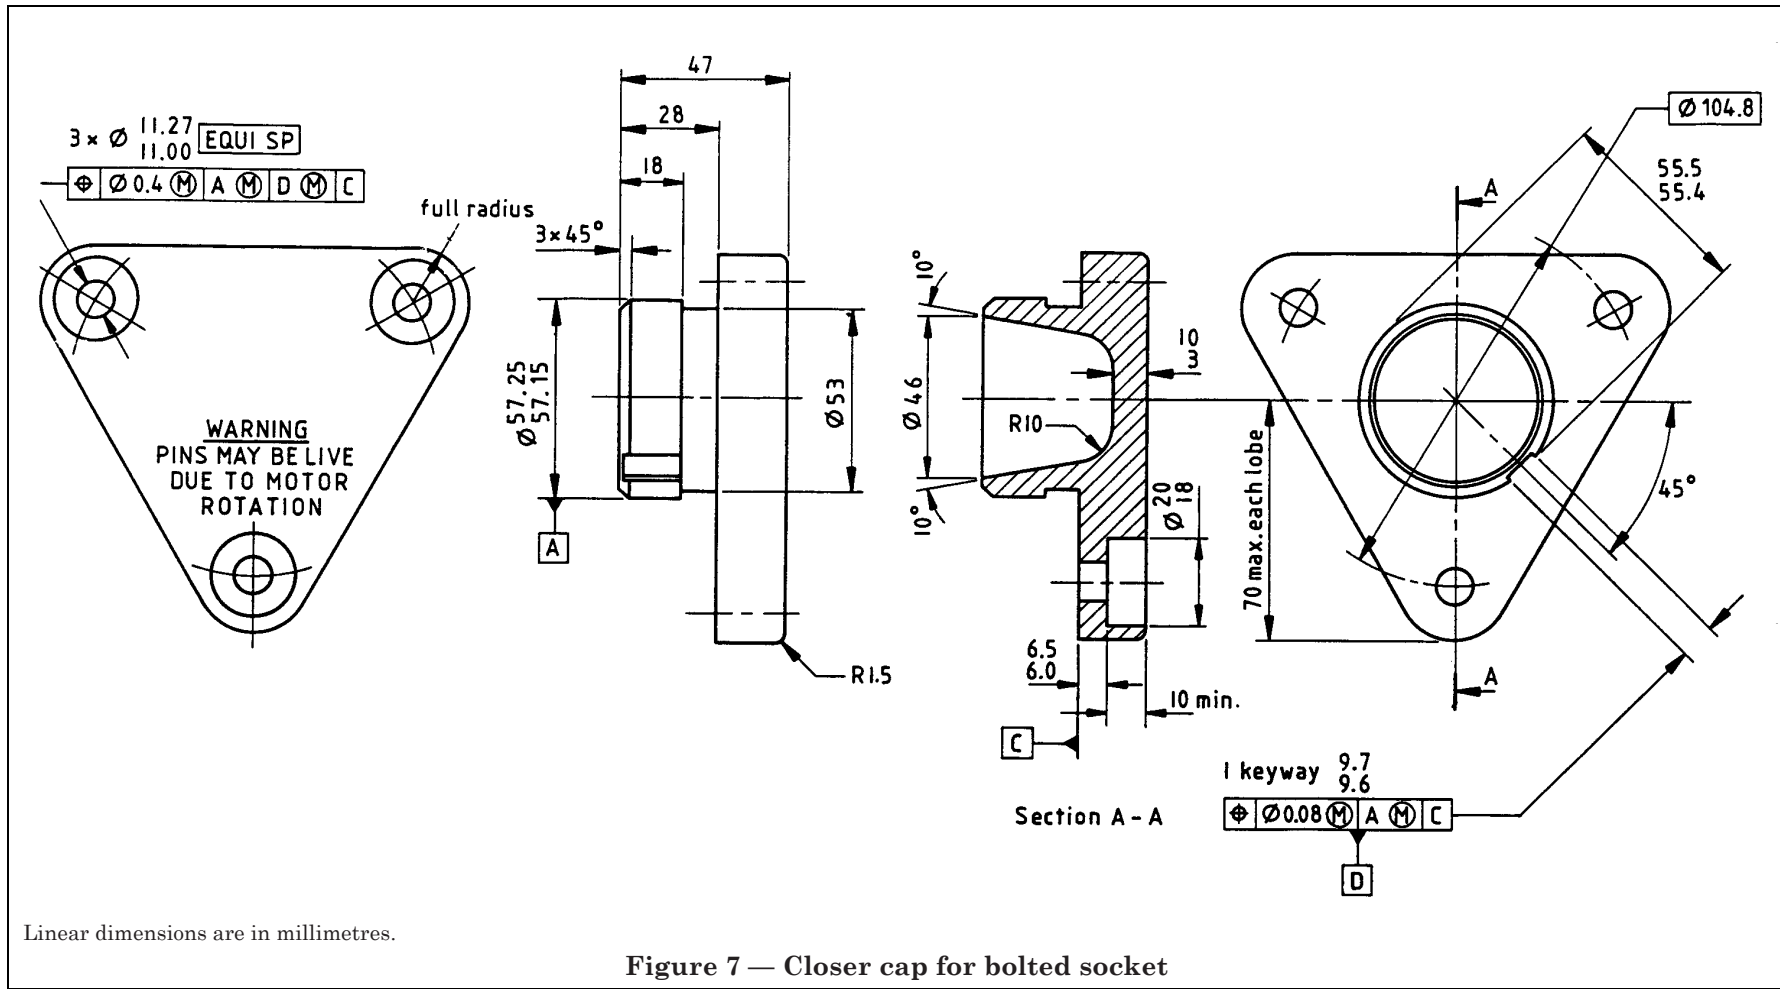 47
28
18
3×45°
3× Ø 11.27
11.00
EQUI SP
⌖ Ø0.4 Ⓜ A Ⓜ D Ⓜ C
full radius
WARNING
PINS MAY BE LIVE
DUE TO MOTOR
ROTATION
Ø 57.25
57.15
A
Ø53
R1.5
10°
Ø46
10°
R10
10
3
Ø 20
18
6.5
6.0
10 min.
C
Section A-A
Ø 104.8
55.5
55.4
A
70 max. each lobe
45°
A
1 keyway 9.7
9.6
⌖ Ø0.08 Ⓜ A Ⓜ C
D
Linear dimensions are in millimetres.
Figure 7 — Closer cap for bolted socket